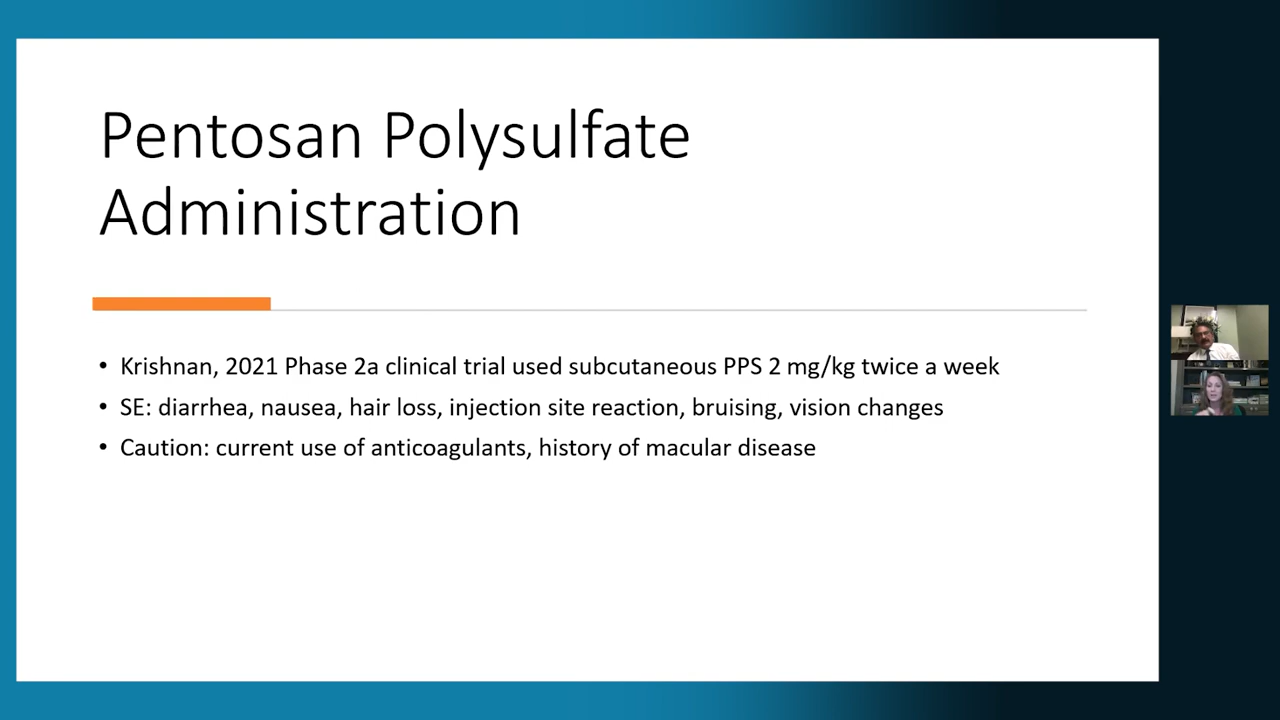 Pentosan Polysulfate
Administration
• Krishnan, 2021 Phase 2a clinical trial used subcutaneous PPS 2 mg/kg twice a week
• SE: diarrhea, nausea, hair loss, injection site reaction, bruising, vision changes
• Caution: current use of anticoagulants, history of macular disease